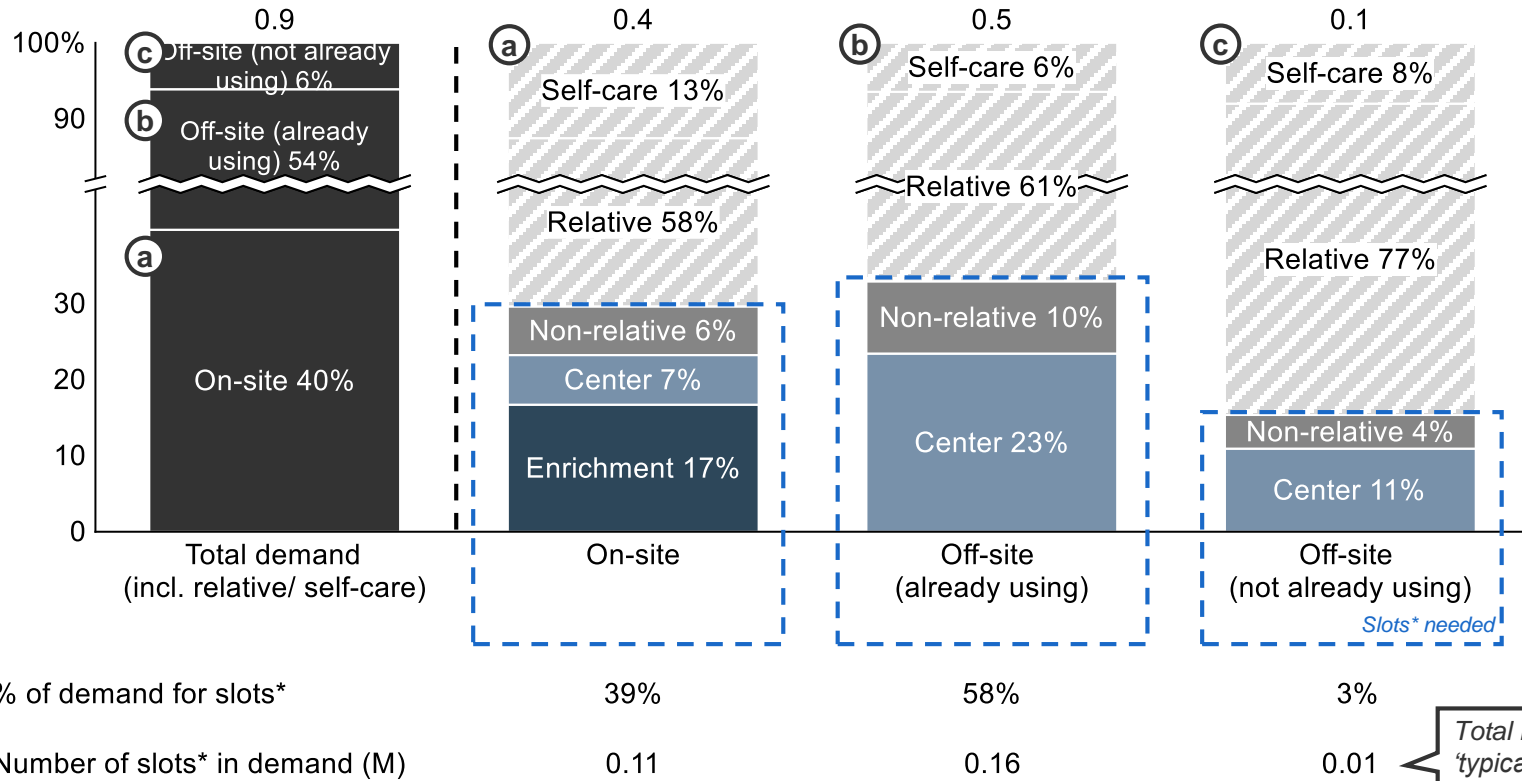 0.9
0.4
0.5
0.1
100%
90
30
20
10
0
c
Off-site (not already
using) 6%
b
Off-site (already
using) 54%
a
On-site 40%
a
Self-care 13%
Relative 58%
Non-relative 6%
Center 7%
Enrichment 17%
b
Self-care 6%
Relative 61%
Non-relative 10%
Center 23%
c
Self-care 8%
Relative 77%
Non-relative 4%
Center 11%
Total demand
(incl. relative/ self-care)
On-site
Off-site
(already using)
Off-site
(not already using)
Slots* needed
% of demand for slots*
39%
58%
3%
Number of slots* in demand (M)
0.11
0.16
0.01
Total